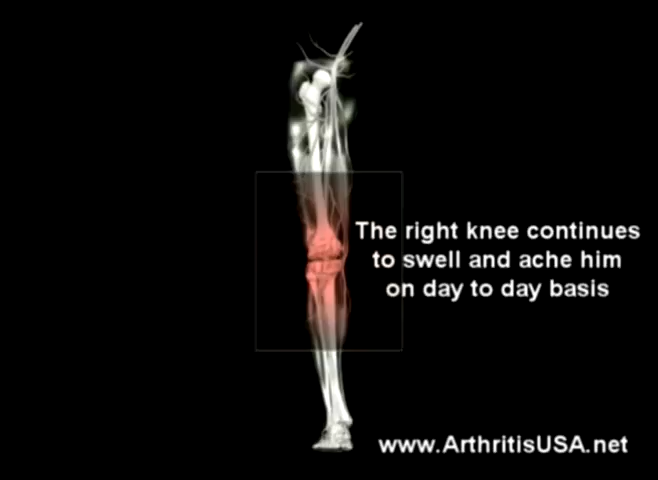 The right knee continues
to swell and ache him
on day to day basis
www.ArthritisUSA.net